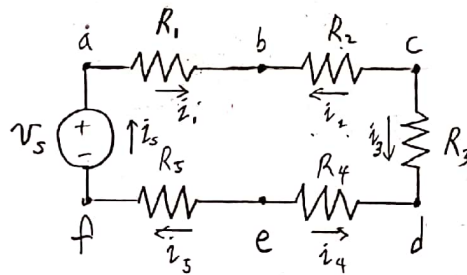 R₁ R₂
a b c
i₁ i₂
vₛ + - iₛ i₃ R₃
R₅ R₄
f e d
i₅ i₄